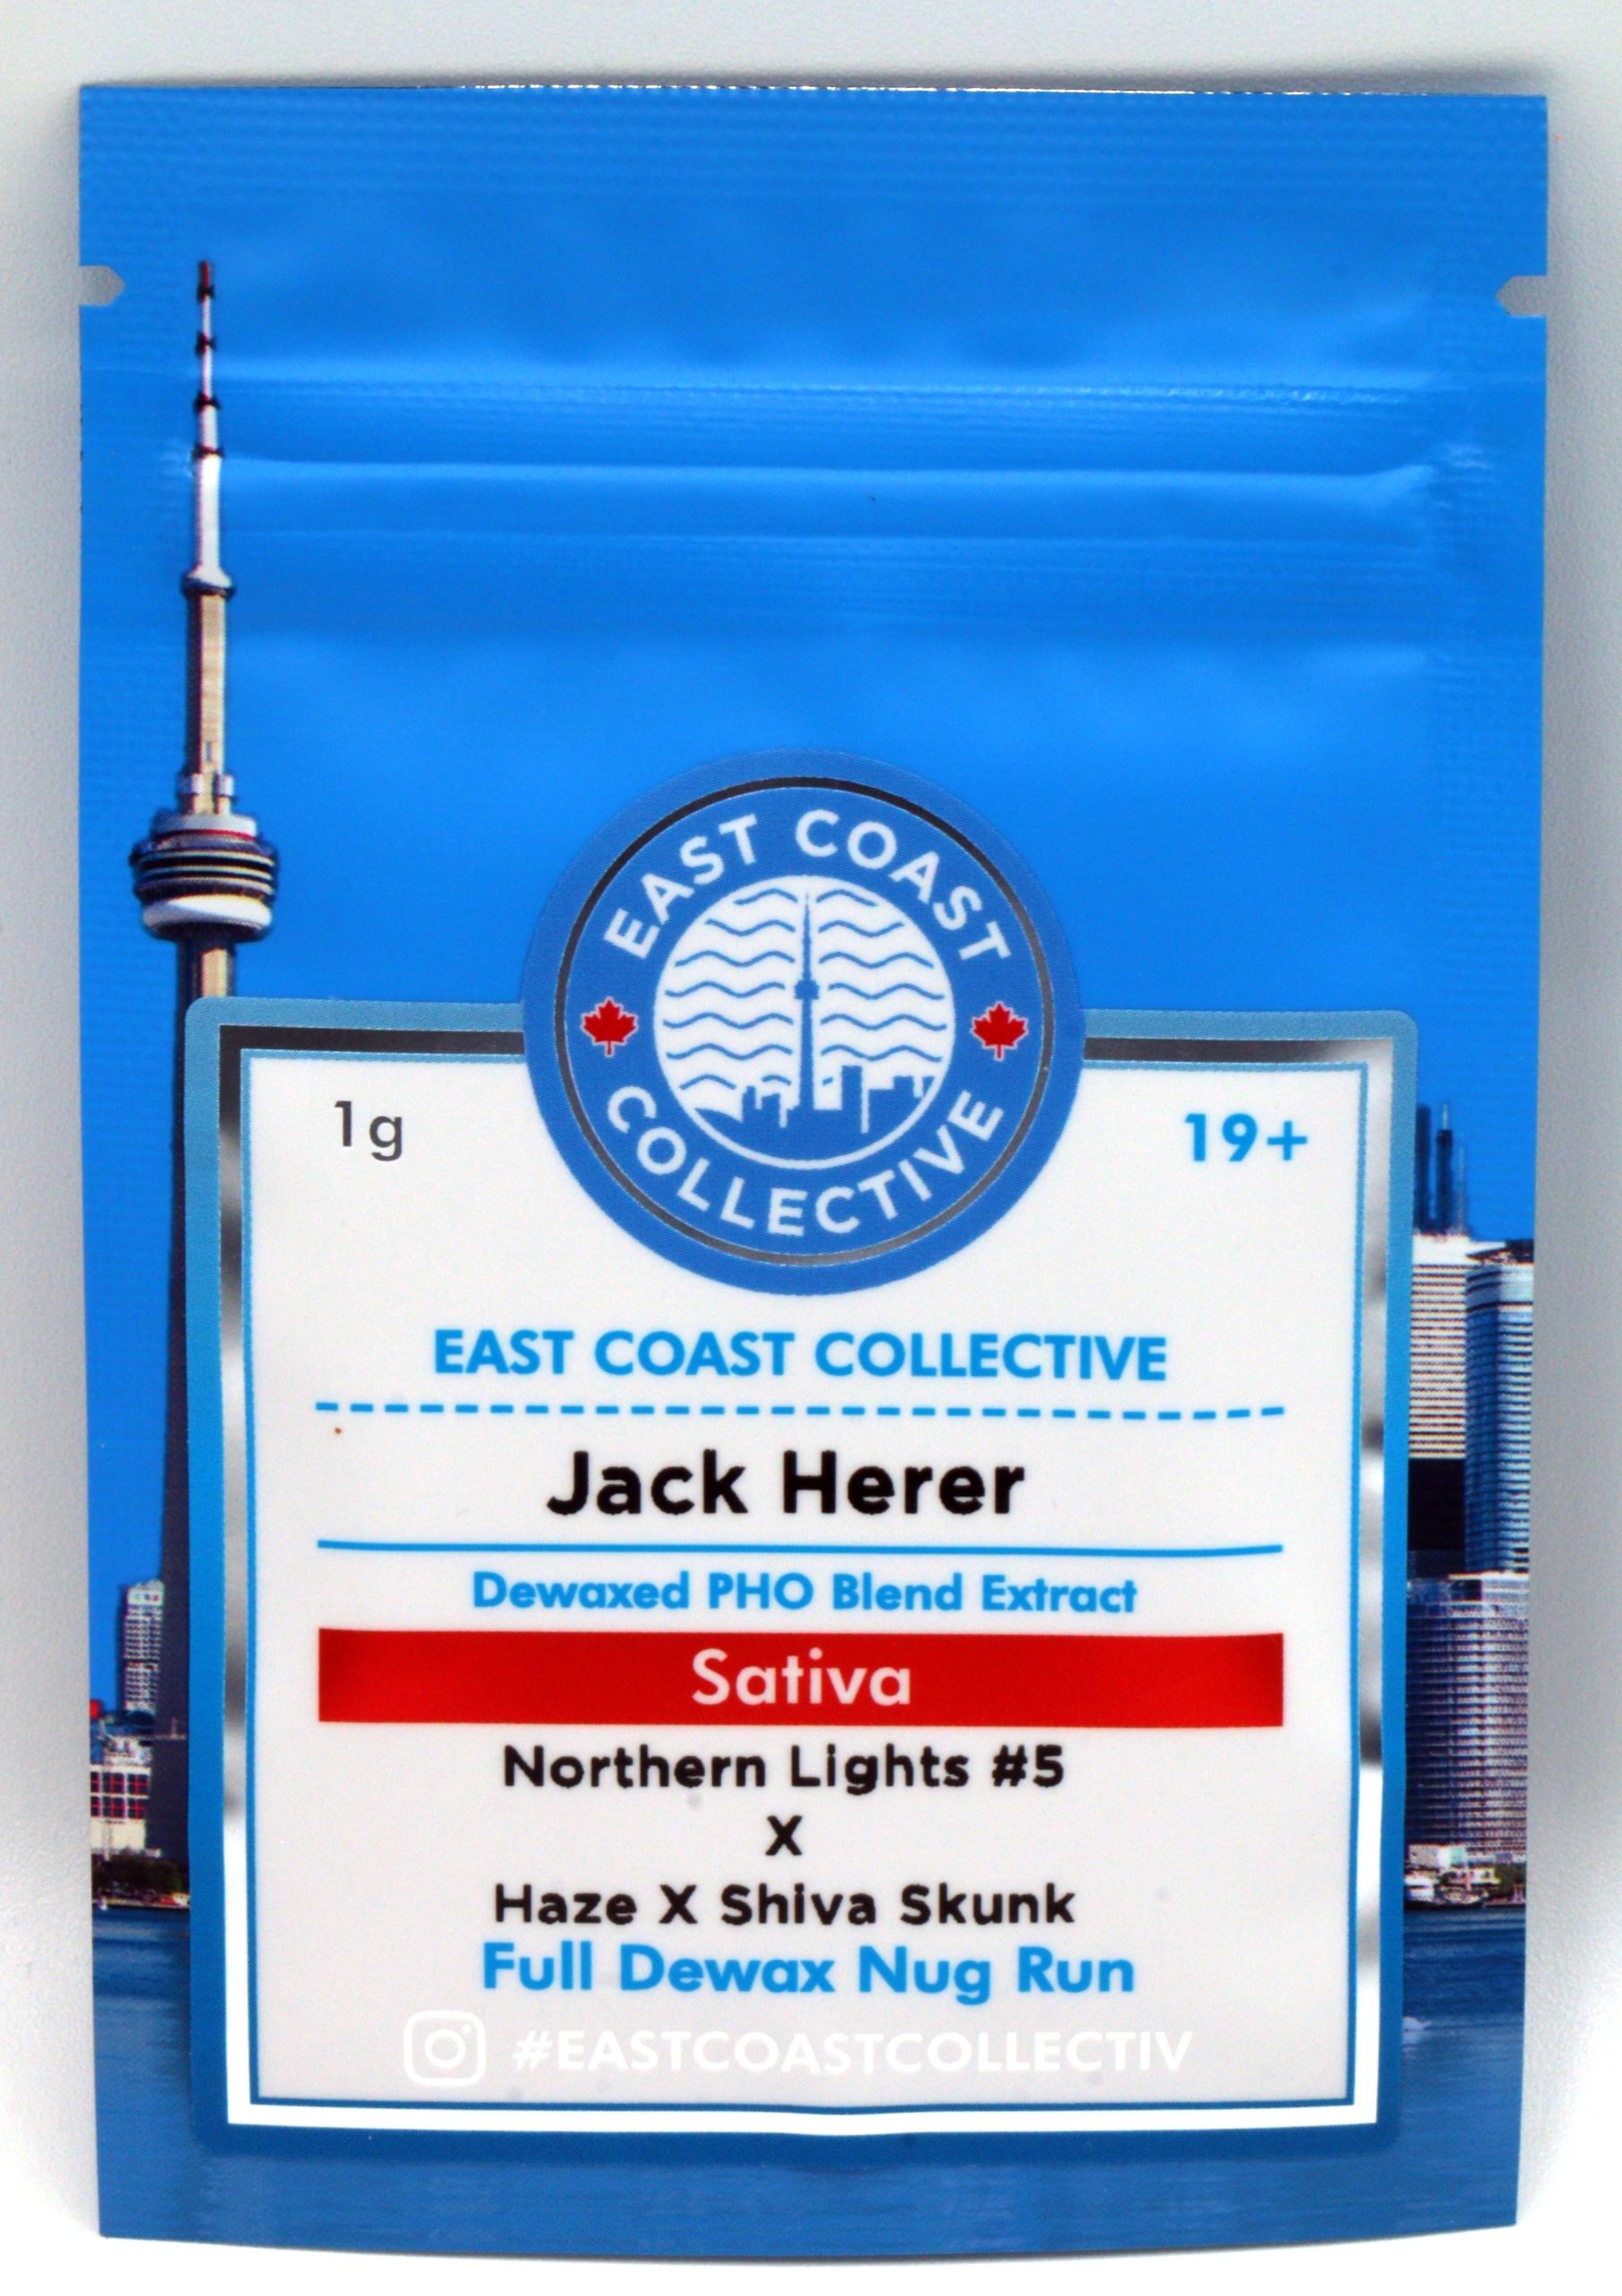 EAST COAST
COLLECTIVE
1g
19+
EAST COAST COLLECTIVE
Jack Herer
Dewaxed PHO Blend Extract
Sativa
Northern Lights #5
X
Haze X Shiva Skunk
Full Dewax Nug Run
#EASTCOASTCOLLECTIV